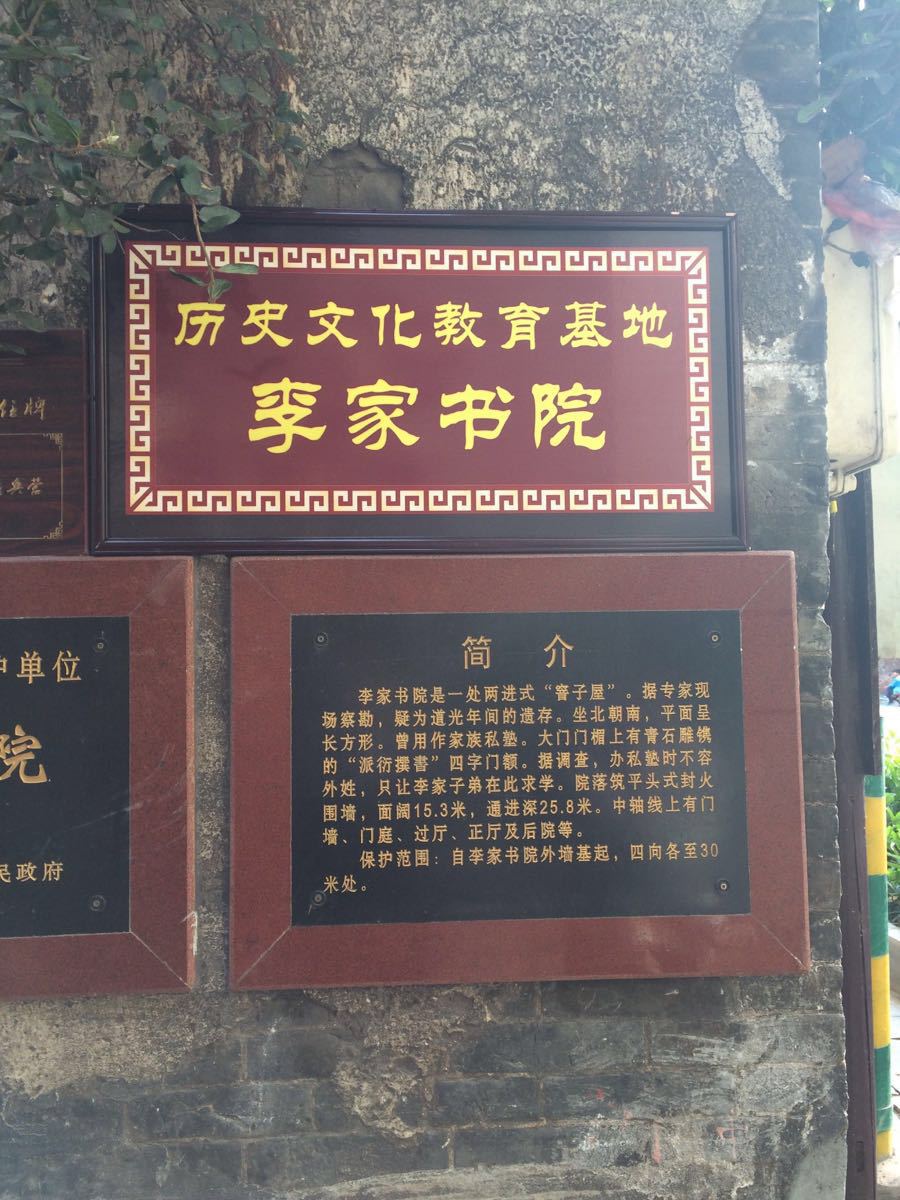 历史文化教育基地
李家书院
位牌
兵营
中单位
院
民政府
简 介
李家书院是一处两进式“窨子屋”。据专家现
场察勘，疑为道光年间的遗存。坐北朝南，平面呈
长方形。曾用作家族私塾。大门门楣上有青石雕镌
的“派衍撰書”四字门额。据调查，办私塾时不容
外姓，只让李家子弟在此求学。院落筑平头式封火
围墙，面阔15.3米，通进深25.8米。中轴线上有门
墙、门庭、过厅、正厅及后院等。
保护范围：自李家书院外墙基起，四向各至30
米处。